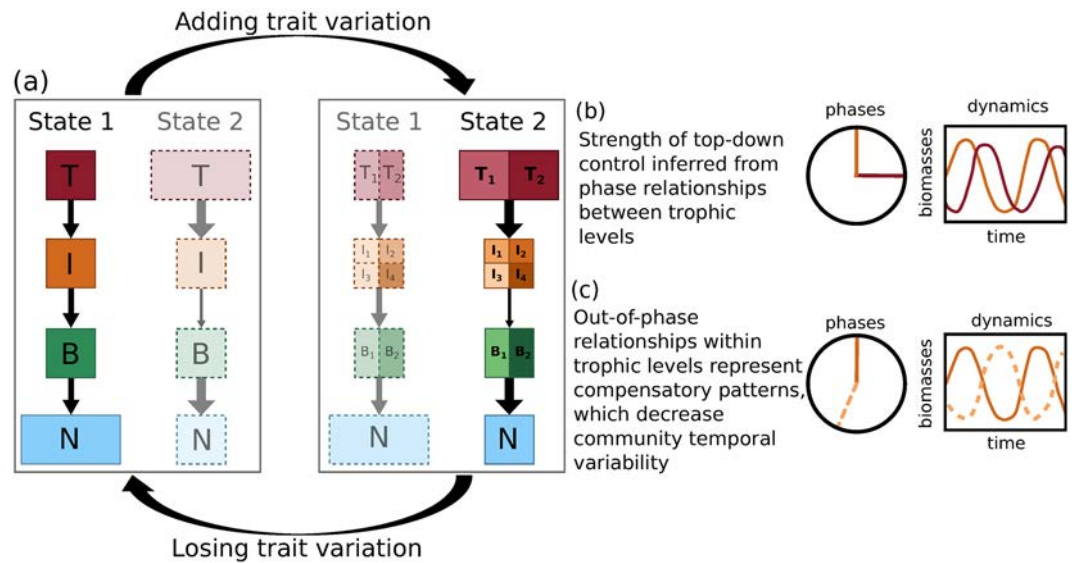 Adding trait variation
(a)
State 1 State 2
T T
I I
B B
N N
State 1 State 2
T₁ T₂ T₁ T₂
I₁ I₂ I₁ I₂
I₃ I₄ I₃ I₄
B₁ B₂ B₁ B₂
N N
Losing trait variation
(b)
Strength of top-down
control inferred from
phase relationships
between trophic
levels
phases
dynamics
biomasses
time
(c)
Out-of-phase
relationships within
trophic levels represent
compensatory patterns,
which decrease
community temporal
variability
phases
dynamics
biomasses
time